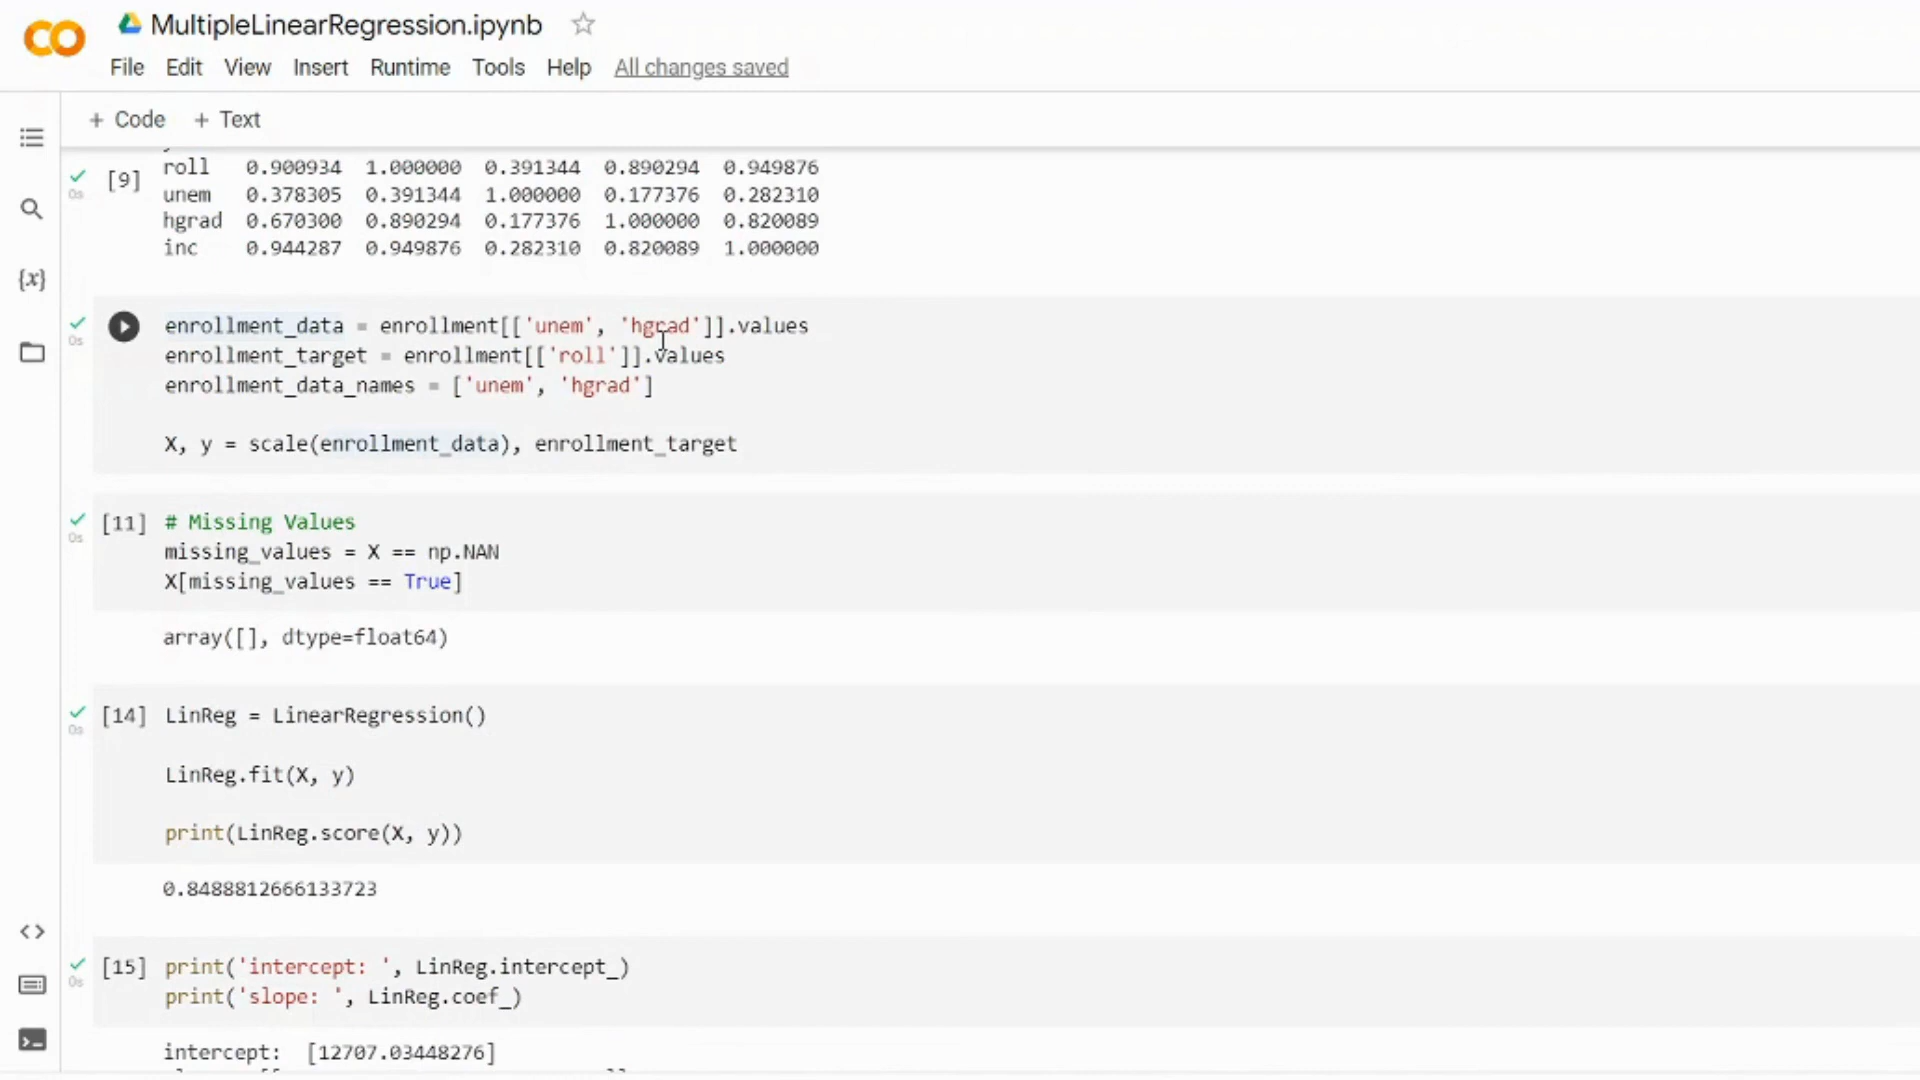 MultipleLinearRegression.ipynb
File Edit View Insert Runtime Tools Help All changes saved
+ Code + Text
[9]
roll 0.900934 1.000000 0.391344 0.890294 0.949876
unem 0.378305 0.391344 1.000000 0.177376 0.282310
hgrad 0.670300 0.890294 0.177376 1.000000 0.820089
inc 0.944287 0.949876 0.282310 0.820089 1.000000
0s
enrollment_data = enrollment[['unem', 'hgrad']].values
0s
enrollment_target = enrollment[['roll']].values
enrollment_data_names = ['unem', 'hgrad']
X, y = scale(enrollment_data), enrollment_target
[11] # Missing Values
0s
missing_values = X == np.NAN
X[missing_values == True]
array([], dtype=float64)
[14] LinReg = LinearRegression()
0s
LinReg.fit(X, y)
print(LinReg.score(X, y))
0.8488812666133723
[15] print('intercept: ', LinReg.intercept_)
0s
print('slope: ', LinReg.coef_)
intercept: [12707.03448276]